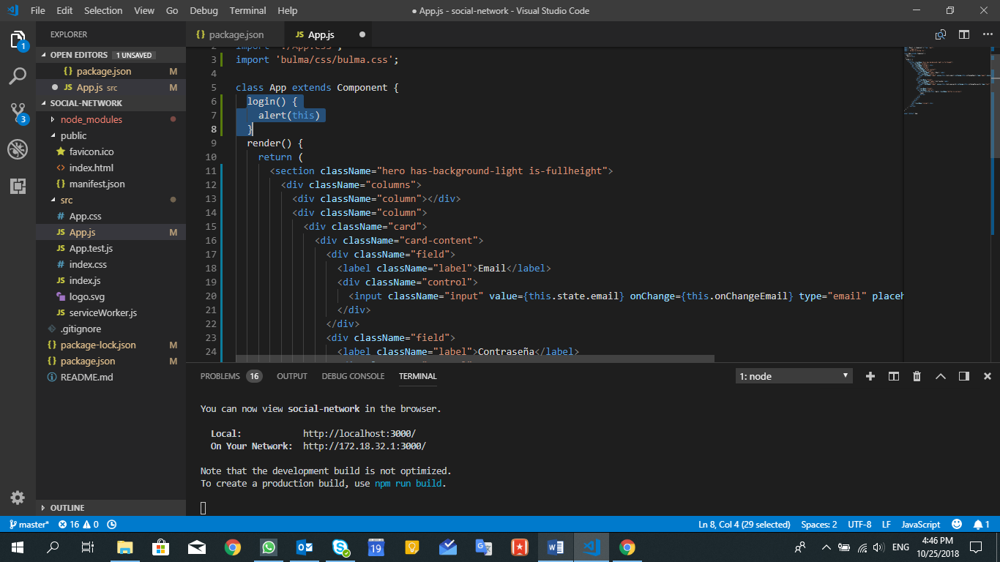 File Edit Selection View Go Debug Terminal Help
● App.js - social-network - Visual Studio Code
EXPLORER
OPEN EDITORS 1 UNSAVED
{} package.json M
JS App.js src M
SOCIAL-NETWORK
node_modules
public
favicon.ico
<> index.html
{} manifest.json
src
# App.css
JS App.js M
JS App.test.js
# index.css
JS index.js
logo.svg
JS serviceWorker.js
.gitignore
{} package-lock.json M
{} package.json M
README.md
OUTLINE
1
3
{} package.json
JS App.js
2 import './App.css';
3 import 'bulma/css/bulma.css';
4
5 class App extends Component {
6 login() {
7 alert(this)
8 }
9 render() {
10 return (
11 <section className="hero has-background-light is-fullheight">
12 <div className="columns">
13 <div className="column"></div>
14 <div className="column">
15 <div className="card">
16 <div className="card-content">
17 <div className="field">
18 <label className="label">Email</label>
19 <div className="control">
20 <input className="input" value={this.state.email} onChange={this.onChangeEmail} type="email" placeh
21 </div>
22 </div>
23 <div className="field">
24 <label className="label">Contraseña</label>
PROBLEMS 16 OUTPUT DEBUG CONSOLE TERMINAL
1: node
You can now view social-network in the browser.
Local: http://localhost:3000/
On Your Network: http://172.18.32.1:3000/
Note that the development build is not optimized.
To create a production build, use npm run build.
master* 16 0
Ln 8, Col 4 (29 selected) Spaces: 2 UTF-8 LF JavaScript 1
19
ENG
4:46 PM
10/25/2018